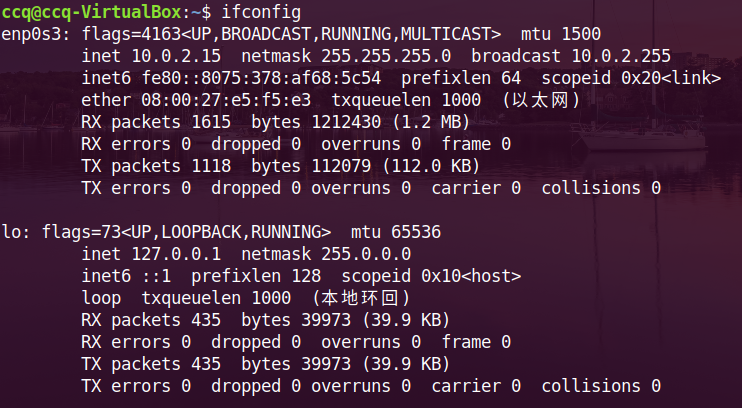 ccq@ccq-VirtualBox:~$ ifconfig
enp0s3: flags=4163<UP,BROADCAST,RUNNING,MULTICAST>  mtu 1500
        inet 10.0.2.15  netmask 255.255.255.0  broadcast 10.0.2.255
        inet6 fe80::8075:378:af68:5c54  prefixlen 64  scopeid 0x20<link>
        ether 08:00:27:e5:f5:e3  txqueuelen 1000  (以太网)
        RX packets 1615  bytes 1212430 (1.2 MB)
        RX errors 0  dropped 0  overruns 0  frame 0
        TX packets 1118  bytes 112079 (112.0 KB)
        TX errors 0  dropped 0 overruns 0  carrier 0  collisions 0

lo: flags=73<UP,LOOPBACK,RUNNING>  mtu 65536
        inet 127.0.0.1  netmask 255.0.0.0
        inet6 ::1  prefixlen 128  scopeid 0x10<host>
        loop  txqueuelen 1000  (本地环回)
        RX packets 435  bytes 39973 (39.9 KB)
        RX errors 0  dropped 0  overruns 0  frame 0
        TX packets 435  bytes 39973 (39.9 KB)
        TX errors 0  dropped 0 overruns 0  carrier 0  collisions 0